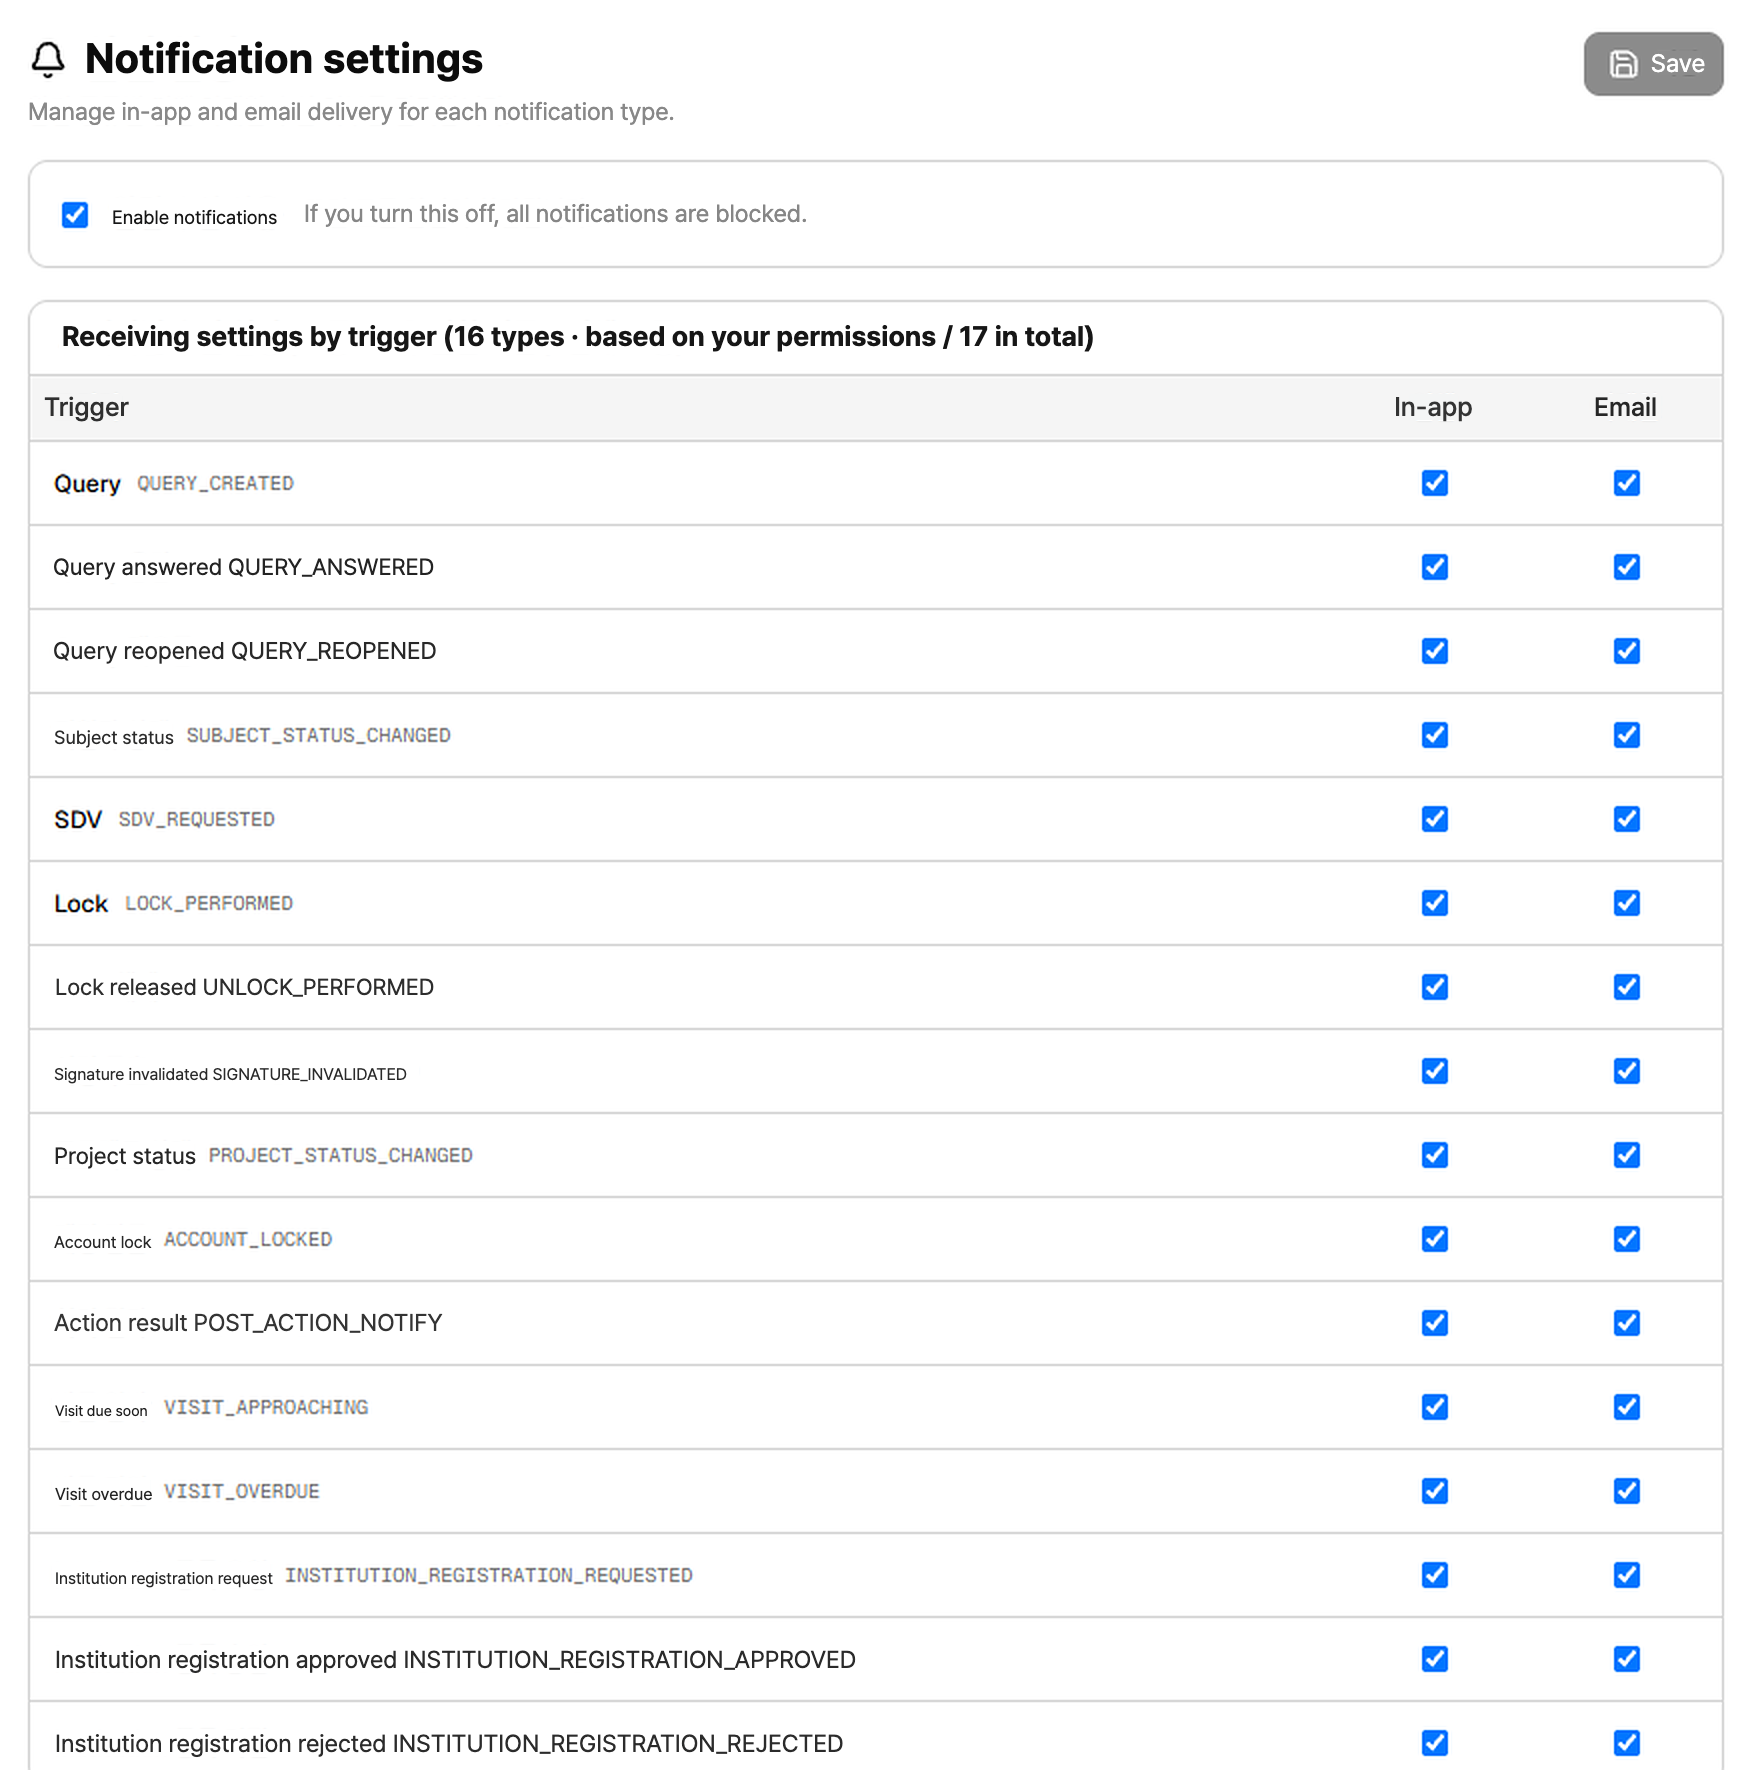 Notification settings
Save
Manage in-app and email delivery for each notification type.
Enable notifications If you turn this off, all notifications are blocked.
Receiving settings by trigger (16 types · based on your permissions / 17 in total)
Trigger In-app Email
Query QUERY_CREATED
Query answered QUERY_ANSWERED
Query reopened QUERY_REOPENED
Subject status SUBJECT_STATUS_CHANGED
SDV SDV_REQUESTED
Lock LOCK_PERFORMED
Lock released UNLOCK_PERFORMED
Signature invalidated SIGNATURE_INVALIDATED
Project status PROJECT_STATUS_CHANGED
Account lock ACCOUNT_LOCKED
Action result POST_ACTION_NOTIFY
Visit due soon VISIT_APPROACHING
Visit overdue VISIT_OVERDUE
Institution registration request INSTITUTION_REGISTRATION_REQUESTED
Institution registration approved INSTITUTION_REGISTRATION_APPROVED
Institution registration rejected INSTITUTION_REGISTRATION_REJECTED